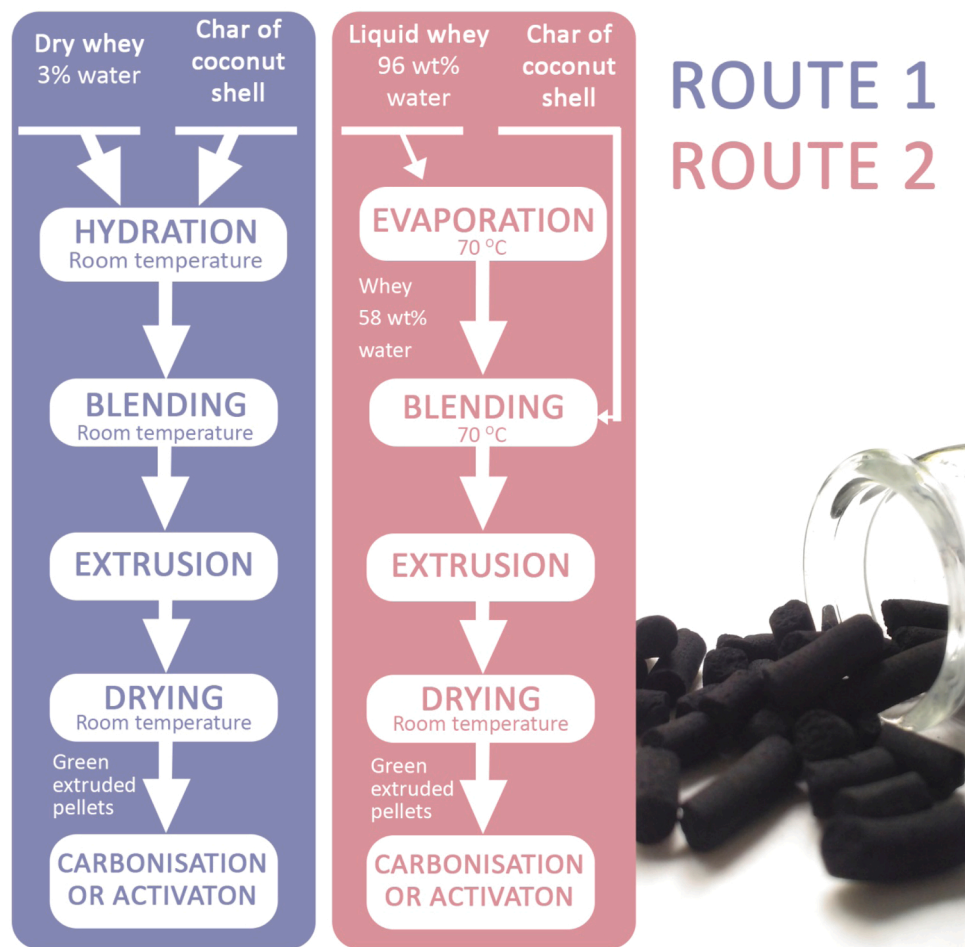 Dry whey
3% water
Char of
coconut
shell
HYDRATION
Room temperature
BLENDING
Room temperature
EXTRUSION
DRYING
Room temperature
Green
extruded
pellets
CARBONISATION
OR ACTIVATON
Liquid whey
96 wt%
water
Char of
coconut
shell
EVAPORATION
70 °C
Whey
58 wt%
water
BLENDING
70 °C
EXTRUSION
DRYING
Room temperature
Green
extruded
pellets
CARBONISATION
OR ACTIVATON
ROUTE 1
ROUTE 2